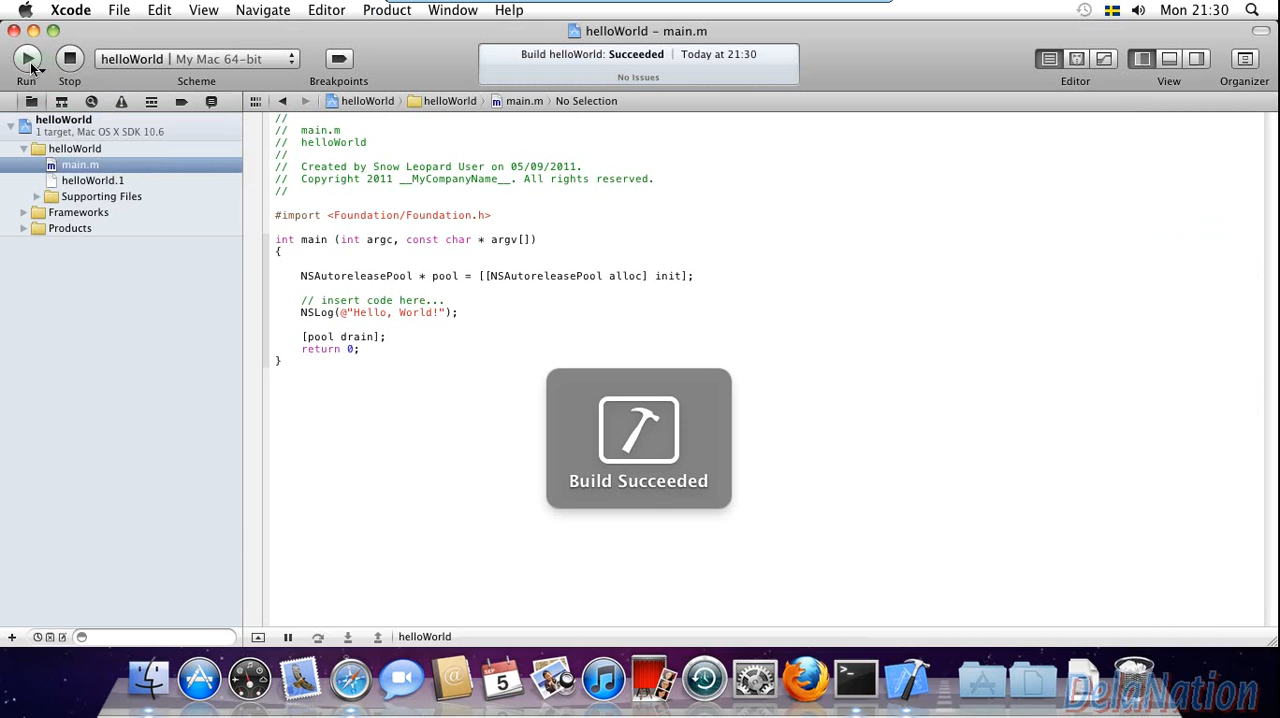 Xcode File Edit View Navigate Editor Product Window Help Mon 21:30
helloWorld – main.m
helloWorld | My Mac 64-bit
Build helloWorld: Succeeded | Today at 21:30
No Issues
Run Stop Scheme Breakpoints Editor View Organizer
helloWorld helloWorld main.m No Selection
helloWorld
1 target, Mac OS X SDK 10.6
helloWorld
main.m
helloWorld.1
Supporting Files
Frameworks
Products
//
// main.m
// helloWorld
//
// Created by Snow Leopard User on 05/09/2011.
// Copyright 2011 __MyCompanyName__. All rights reserved.
//
#import <Foundation/Foundation.h>
int main (int argc, const char * argv[])
{
NSAutoreleasePool * pool = [[NSAutoreleasePool alloc] init];
// insert code here...
NSLog(@"Hello, World!");
[pool drain];
return 0;
}
Build Succeeded
helloWorld
SEP
5
DelaNation